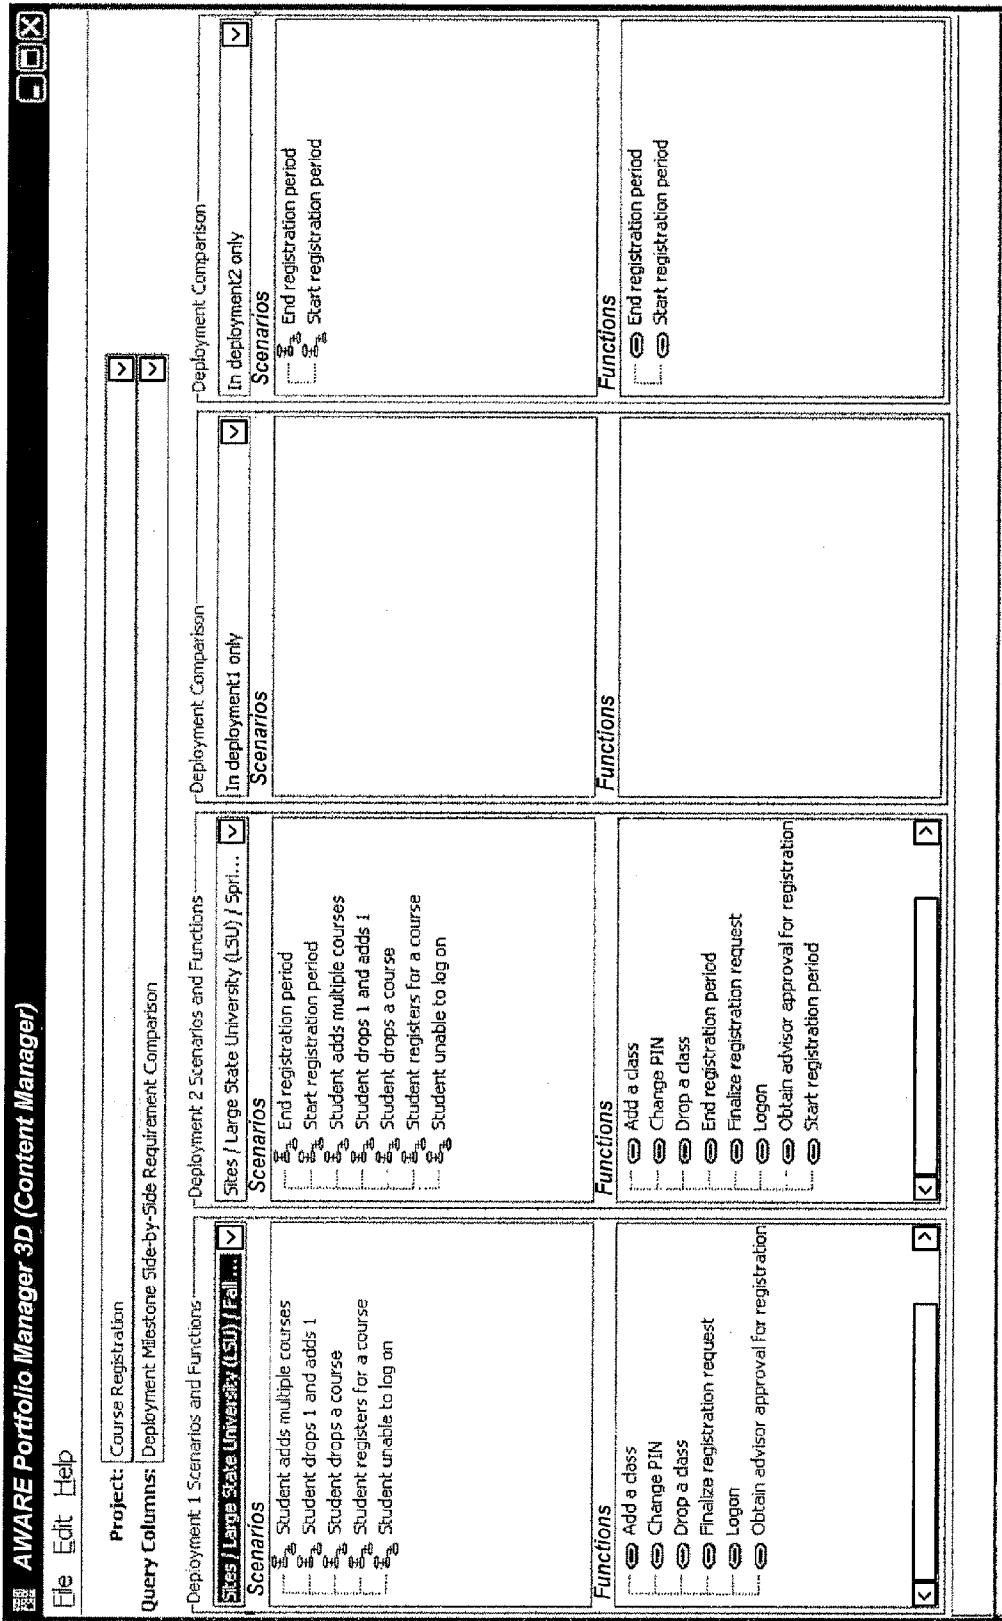 AWARE Portfolio Manager 3D (Content Manager)
File Edit Help
Project: Course Registration
Query Columns: Deployment Milestone Side-by-Side Requirement Comparison
Deployment 1 Scenarios and Functions
Sites / Large State University (LSU) / Fall ...
Scenarios
Student adds multiple courses
Student drops 1 and adds 1
Student drops a course
Student registers for a course
Student unable to log on
Functions
Add a class
Change PIN
Drop a class
Finalize registration request
Logon
Obtain advisor approval for registration
Deployment 2 Scenarios and Functions
Sites / Large State University (LSU) / Spri...
Scenarios
End registration period
Start registration period
Student adds multiple courses
Student drops 1 and adds 1
Student drops a course
Student registers for a course
Student unable to log on
Functions
Add a class
Change PIN
Drop a class
End registration period
Finalize registration request
Logon
Obtain advisor approval for registration
Start registration period
Deployment Comparison
In deployment1 only
Scenarios
Functions
Deployment Comparison
In deployment2 only
Scenarios
End registration period
Start registration period
Functions
End registration period
Start registration period